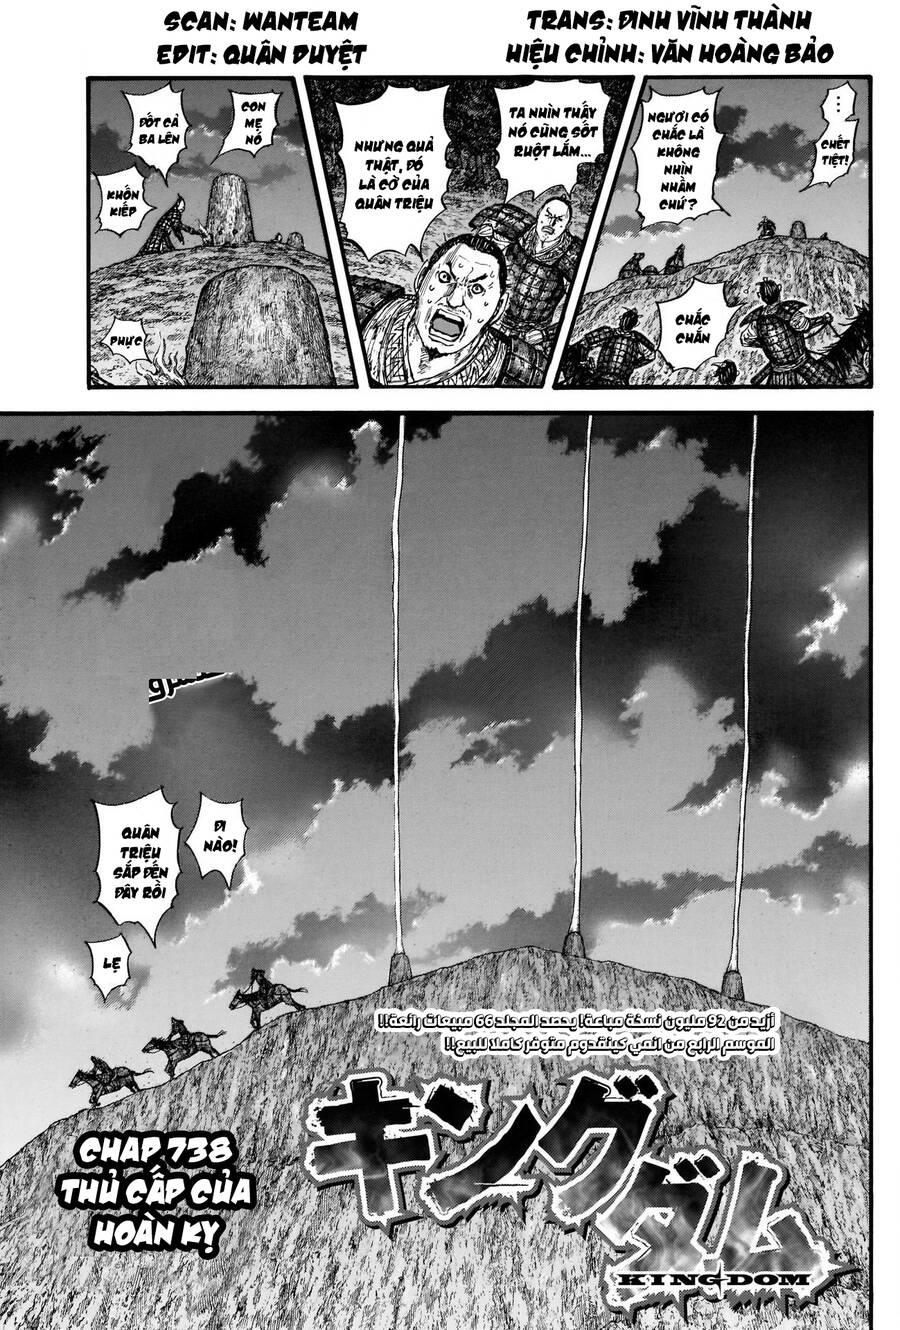 SCAN: WANTEAM
EDIT: QUÂN DUYỆT
TRANS: ĐINH VĨNH THÀNH
HIỆU CHỈNH: VĂN HOÀNG BẢO
...
CHẾT
TIỆT!
NGƯƠI CÓ
CHẮC LÀ
KHÔNG
NHÌN
NHẦM
CHỨ?
CHẮC
CHẮN
TA NHÌN THẤY
NÓ CŨNG SỐT
RUỘT LẮM...
NHƯNG QUẢ
THẬT, ĐÓ
LÀ CỜ CỦA
QUÂN TRIỆU
CON
MẸ
NÓ
ĐỐT CẢ
BA LÊN
KHỐN
KIẾP
PHỰC
ĐI
NÀO!
QUÂN
TRIỆU
SẮP ĐẾN
ĐÂY RỒI
LẸ
أزيد من 92 مليون نسخة مباعة! يحصد المجلد 66 مبيعات رائعة!!
الموسم الرابع من انمي كينقدوم متوفر كاملا للبيع!!
キングダム
KINGDOM
CHAP 738
THỦ CẤP CỦA
HOÀN KỴ